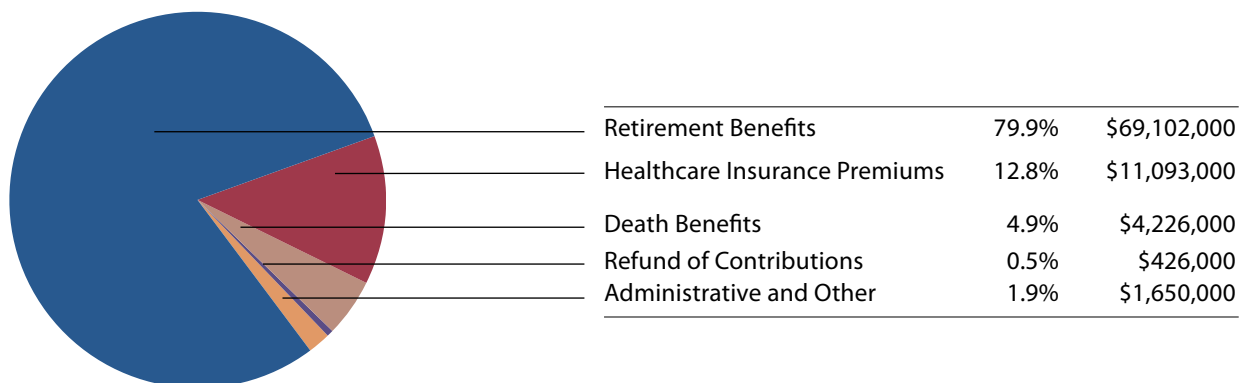 Retirement Benefits 79.9% $69,102,000
Healthcare Insurance Premiums 12.8% $11,093,000
Death Benefits 4.9% $4,226,000
Refund of Contributions 0.5% $426,000
Administrative and Other 1.9% $1,650,000